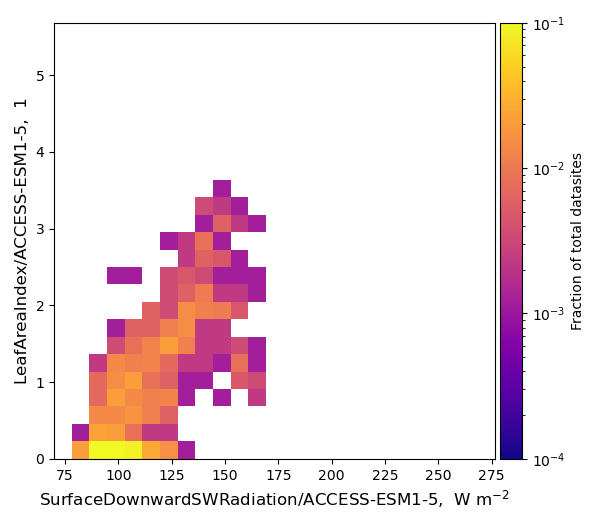 5
4
3
2
1
0
LeafAreaIndex/ACCESS-ESM1-5, 1
75 100 125 150 175 200 225 250 275
SurfaceDownwardSWRadiation/ACCESS-ESM1-5, W m⁻²
10⁻¹
10⁻²
10⁻³
10⁻⁴
Fraction of total datasites